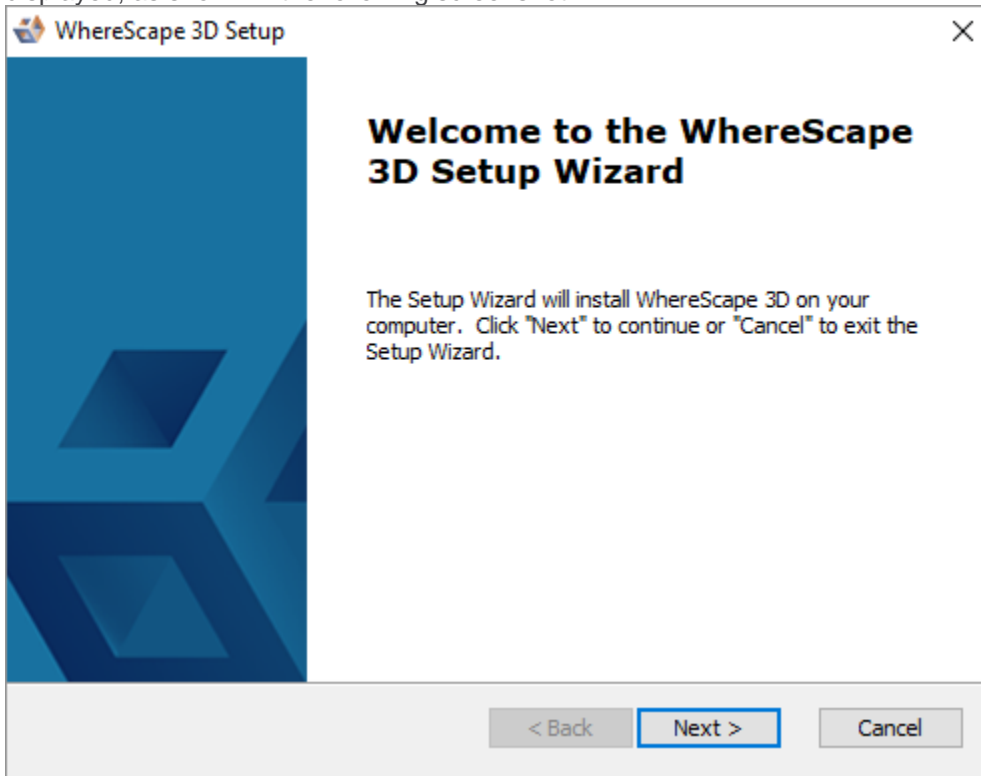 WhereScape 3D Setup
Welcome to the WhereScape
3D Setup Wizard
The Setup Wizard will install WhereScape 3D on your
computer.  Click "Next" to continue or "Cancel" to exit the
Setup Wizard.
< Back Next > Cancel